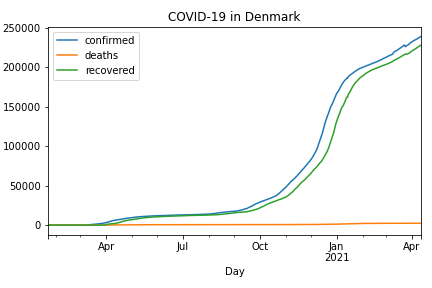 COVID-19 in Denmark
confirmed
deaths
recovered
250000
200000
150000
100000
50000
0
Apr Jul Oct Jan Apr
2021
Day